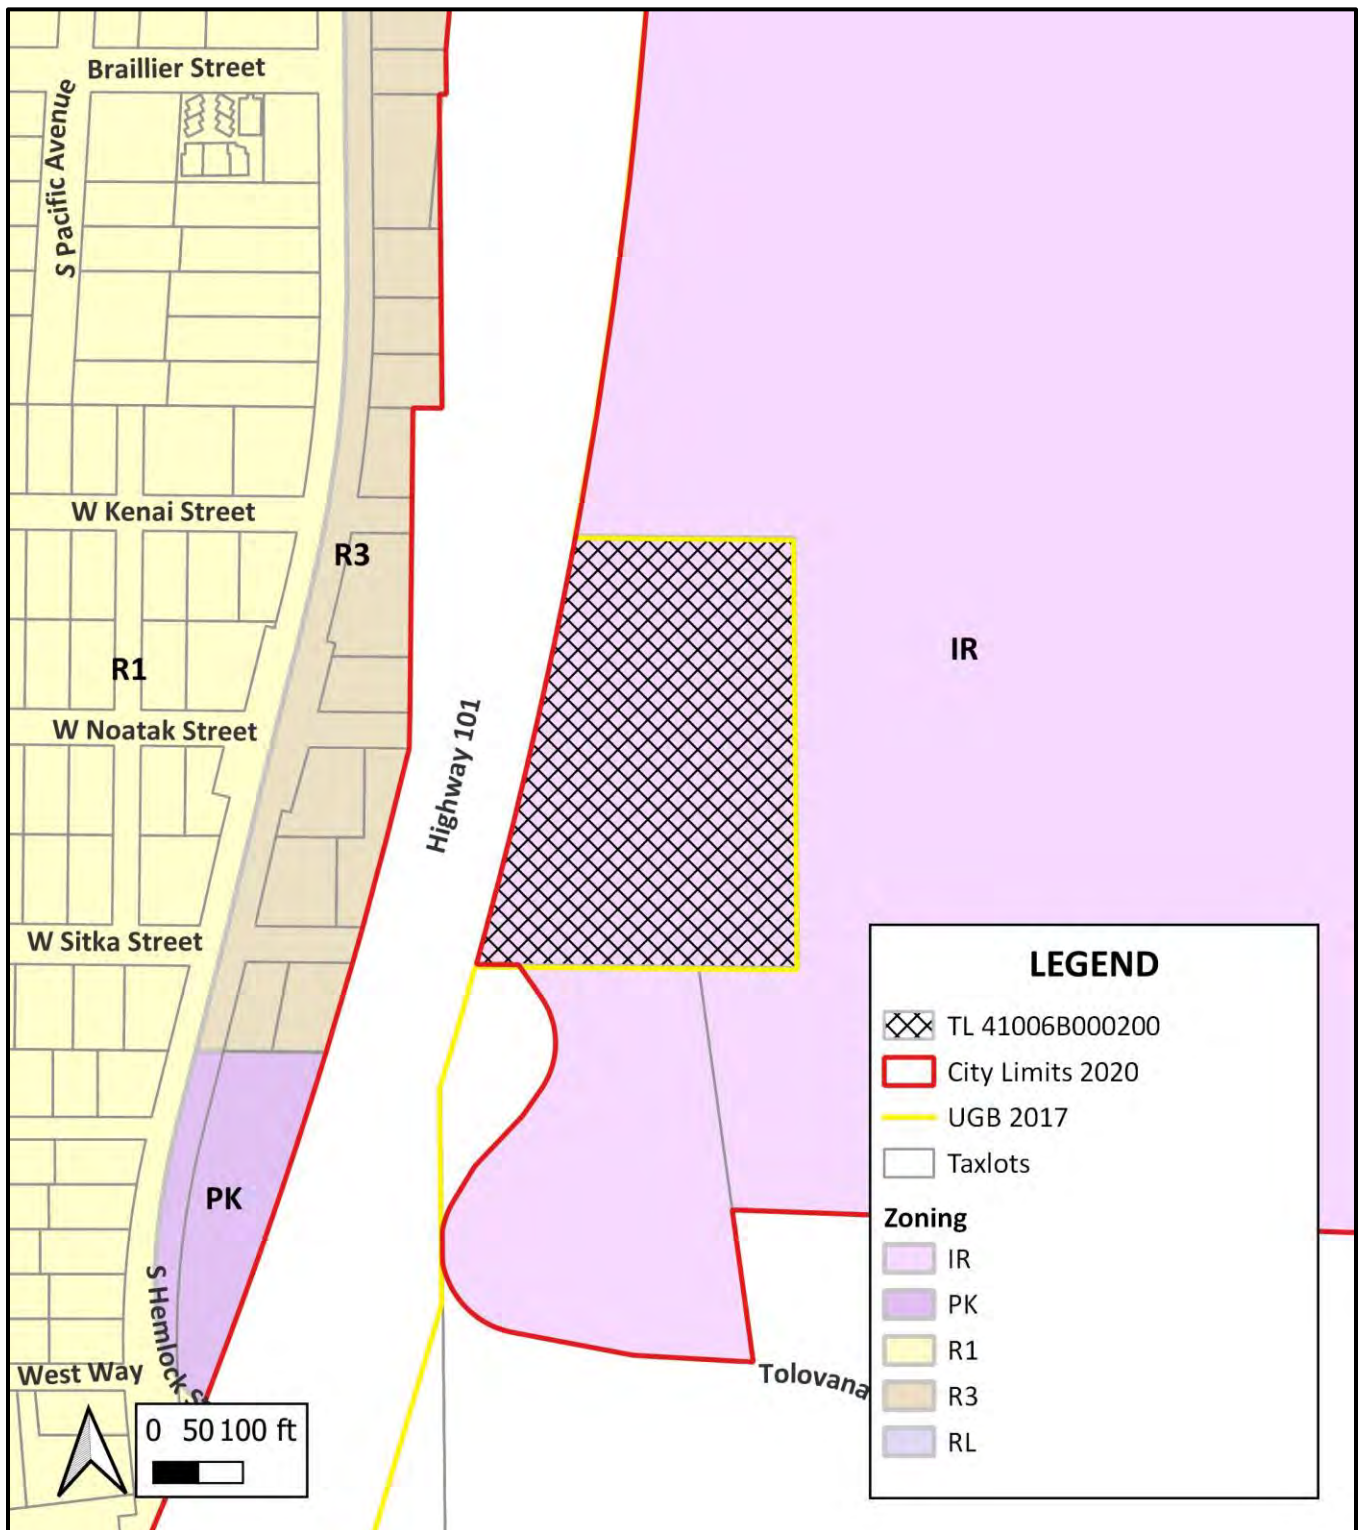 Braillier Street
S Pacific Avenue
W Kenai Street
R3
IR
R1
W Noatak Street
Highway 101
W Sitka Street
PK
S Hemlock St
West Way
Tolovana
0 50 100 ft
LEGEND
TL 41006B000200
City Limits 2020
UGB 2017
Taxlots
Zoning
IR
PK
R1
R3
RL